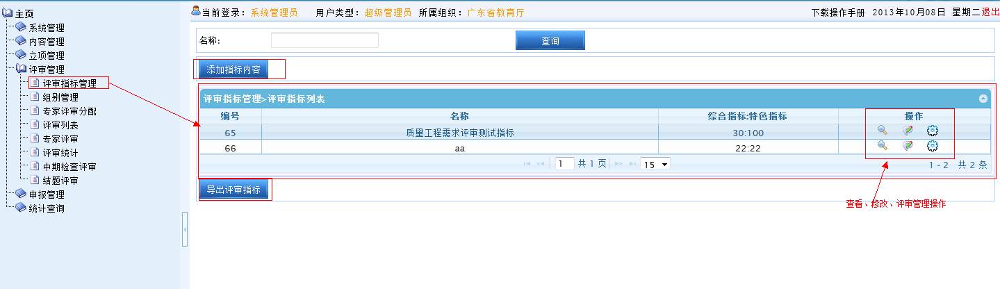 主页
系统管理
内容管理
立项管理
评审管理
评审指标管理
组别管理
专家评审分配
评审列表
专家评审
评审统计
中期检查评审
结题评审
申报管理
统计查询
当前登录: 系统管理员 用户类型: 超级管理员 所属组织: 广东省教育厅 下载操作手册 2013年10月08日 星期二 退出
名称: 查询
添加指标内容
评审指标管理>评审指标列表
编号 名称 综合指标:特色指标 操作
65 质量工程需求评审测试指标 30:100
66 aa 22:22
1 共 1 页 15 1 - 2 共 2 条
导出评审指标
查看、修改、评审管理操作